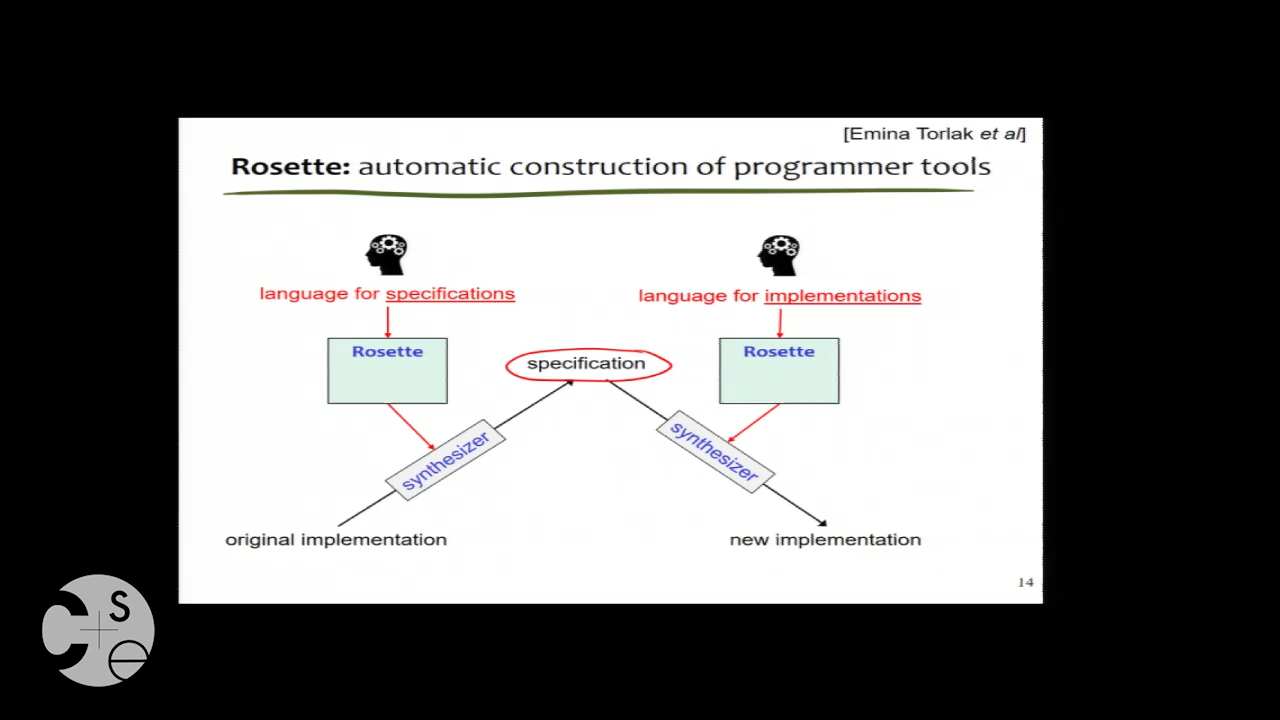 [Emina Torlak et al]
Rosette: automatic construction of programmer tools
language for specifications
language for implementations
Rosette
Rosette
specification
synthesizer
synthesizer
original implementation
new implementation
14
C S e